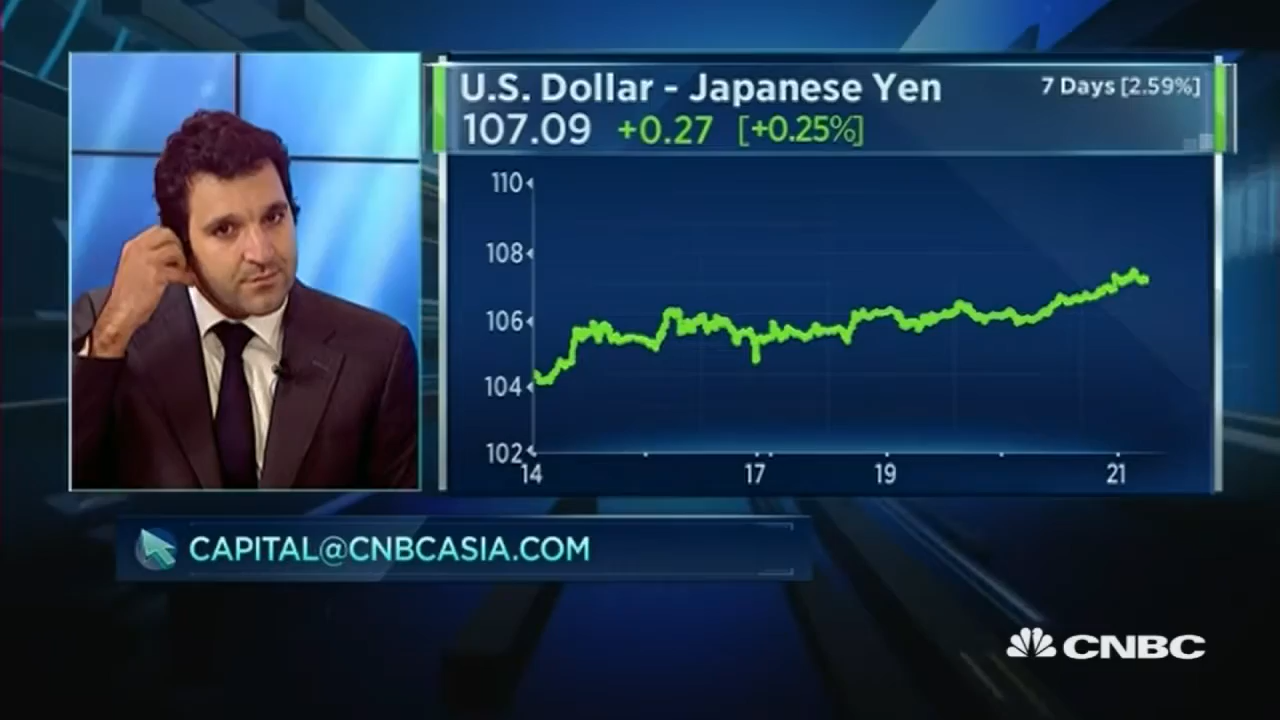 U.S. Dollar - Japanese Yen
7 Days [2.59%]
107.09 +0.27 [+0.25%]
110
108
106
104
102
14 17 19 21
CAPITAL@CNBCASIA.COM
CNBC